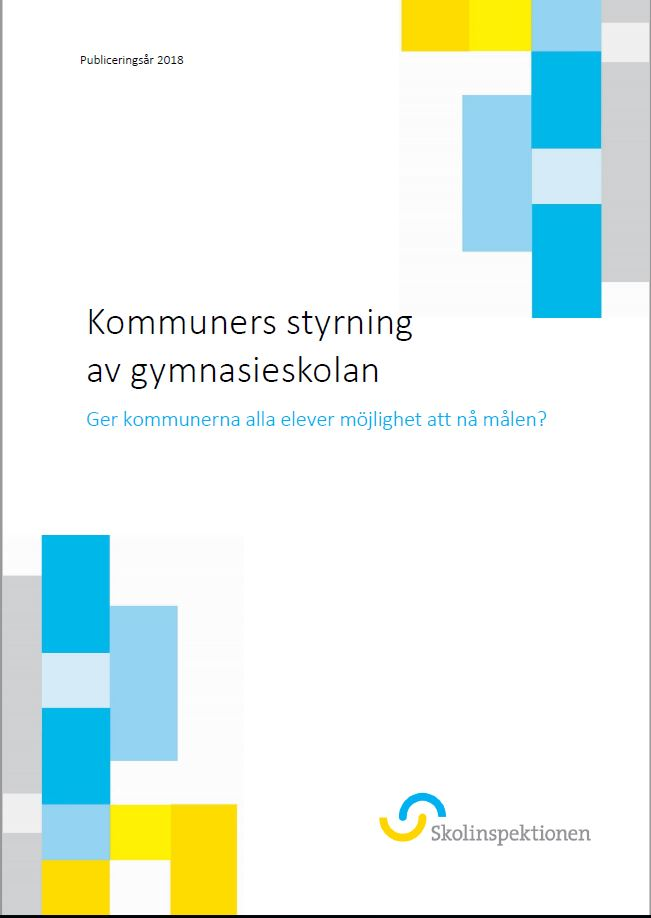 Publiceringsår 2018
Kommuners styrning
av gymnasieskolan
Ger kommunerna alla elever möjlighet att nå målen?
Skolinspektionen